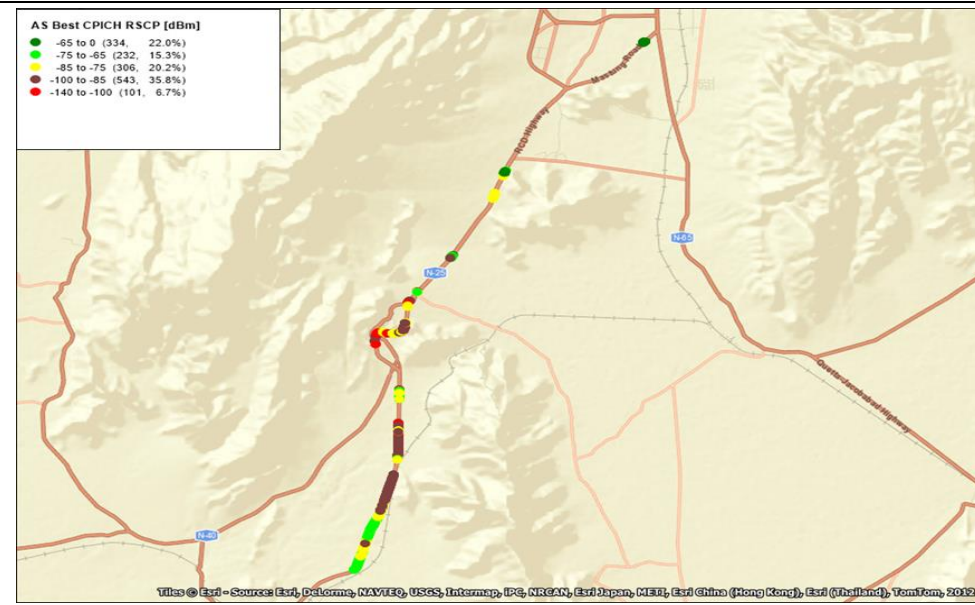 AS Best CPICH RSCP [dBm]
-65 to 0 (334, 22.0%)
-75 to -65 (232, 15.3%)
-85 to -75 (306, 20.2%)
-100 to -85 (543, 35.8%)
-140 to -100 (101, 6.7%)
Mastung Road
RCD Highway
N-65
N-25
Quetta-Jacobabad Highway
N-40
Tiles © Esri - Source: Esri, DeLorme, NAVTEQ, USGS, Intermap, iPC, NRCAN, Esri Japan, METI, Esri China (Hong Kong), Esri (Thailand), TomTom, 201